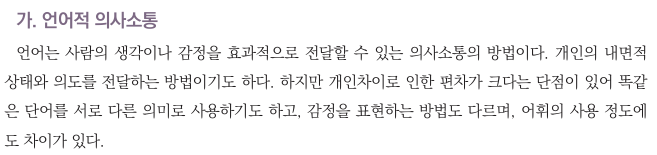 가. 언어적 의사소통
언어는 사람의 생각이나 감정을 효과적으로 전달할 수 있는 의사소통의 방법이다. 개인의 내면적
상태와 의도를 전달하는 방법이기도 하다. 하지만 개인차이로 인한 편차가 크다는 단점이 있어 똑같
은 단어를 서로 다른 의미로 사용하기도 하고, 감정을 표현하는 방법도 다르며, 어휘의 사용 정도에
도 차이가 있다.